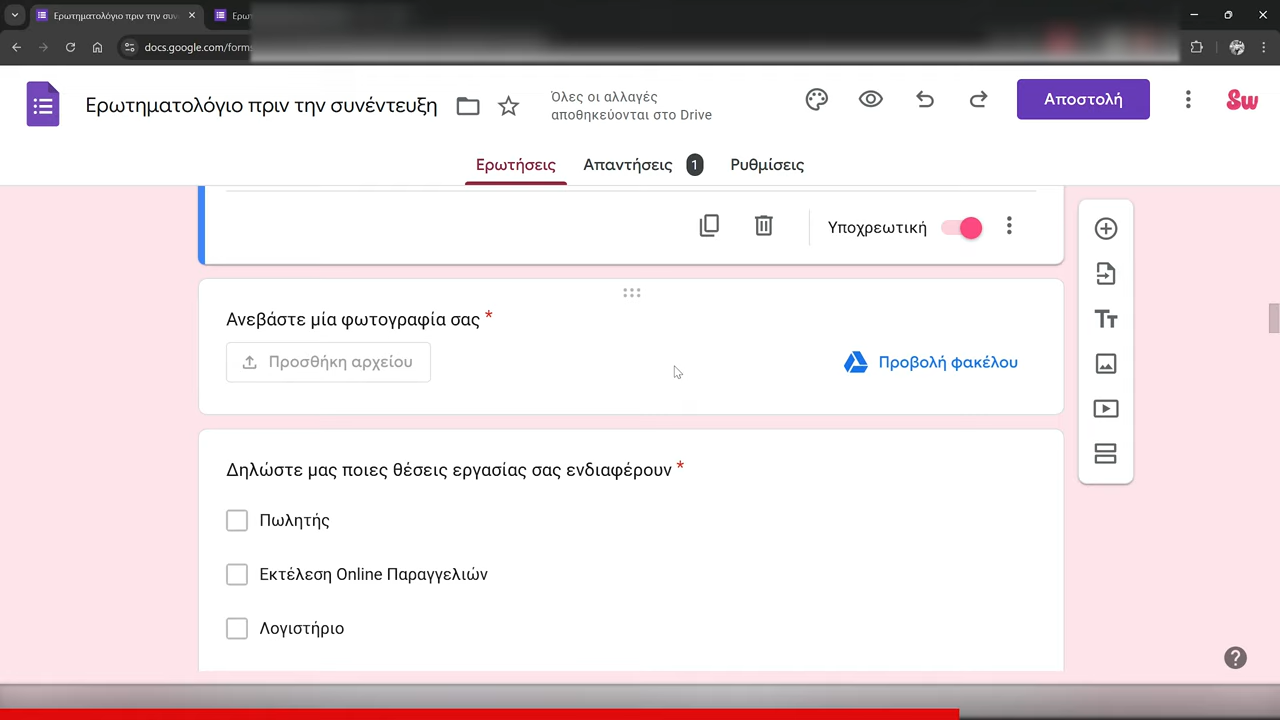 Ερωτηματολόγιο πριν την συν
Ερωτ
docs.google.com/form
Ερωτηματολόγιο πριν την συνέντευξη
Όλες οι αλλαγές
αποθηκεύονται στο Drive
Αποστολή
Sw
Ερωτήσεις
Απαντήσεις 1
Ρυθμίσεις
Υποχρεωτική
Ανεβάστε μία φωτογραφία σας *
Προσθήκη αρχείου
Προβολή φακέλου
Δηλώστε μας ποιες θέσεις εργασίας σας ενδιαφέρουν *
Πωλητής
Εκτέλεση Online Παραγγελιών
Λογιστήριο